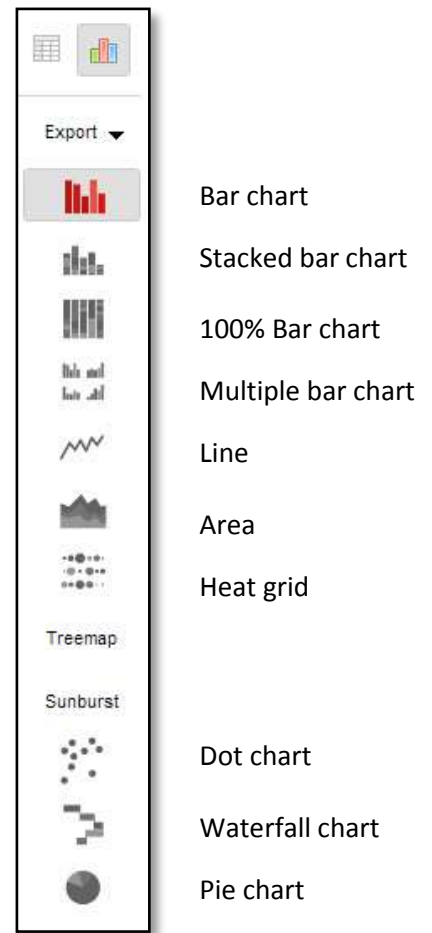 Export
Bar chart
Stacked bar chart
100% Bar chart
Multiple bar chart
Line
Area
Heat grid
Treemap
Sunburst
Dot chart
Waterfall chart
Pie chart